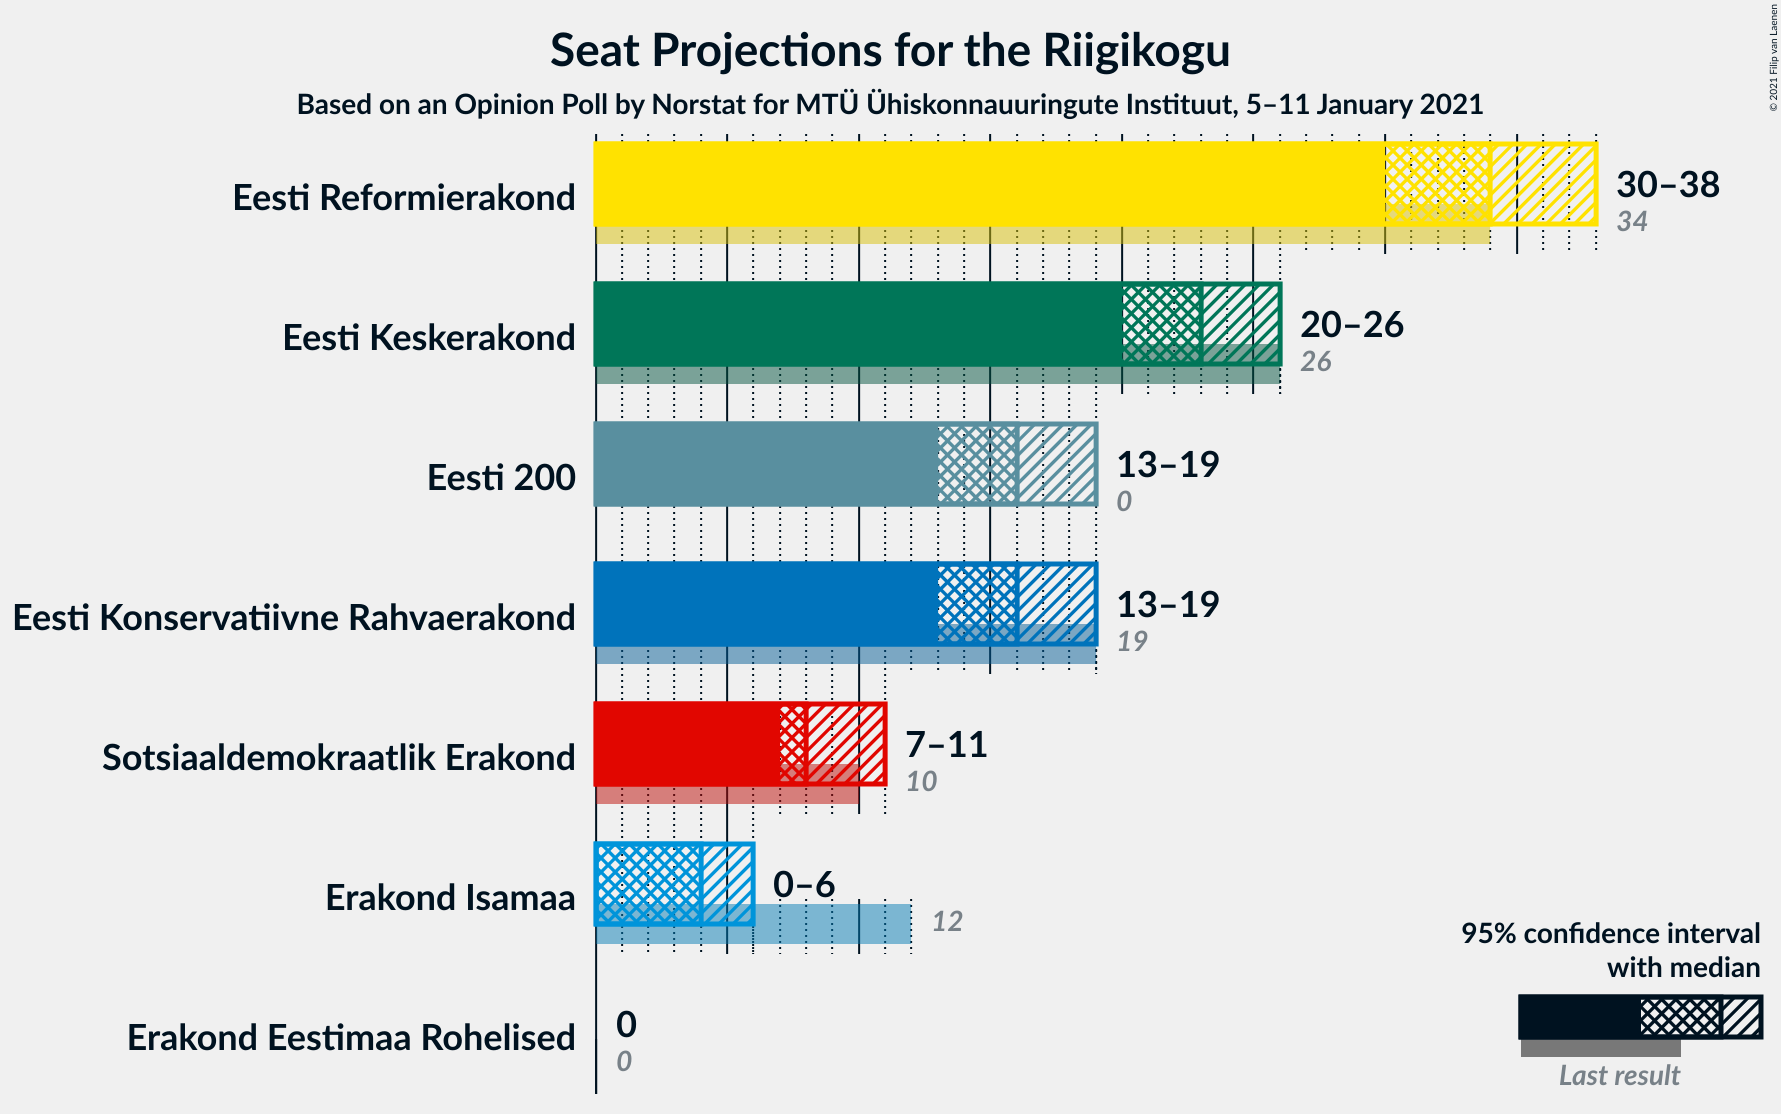 Seat Projections for the Riigikogu
Based on an Opinion Poll by Norstat for MTÜ Ühiskonnauuringute Instituut, 5–11 January 2021
© 2021 Filip van Laenen
Eesti Reformierakond
30–38
34
Eesti Keskerakond
20–26
26
Eesti 200
13–19
0
Eesti Konservatiivne Rahvaerakond
13–19
19
Sotsiaaldemokraatlik Erakond
7–11
10
Erakond Isamaa
0–6
12
Erakond Eestimaa Rohelised
0
0
95% confidence interval
with median
Last result